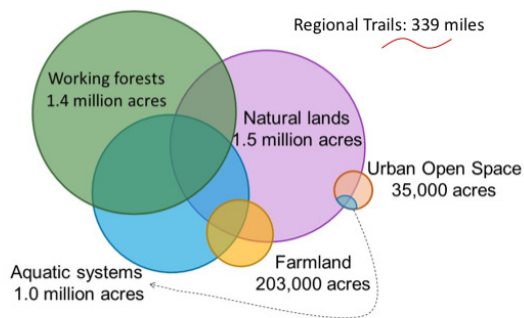 Regional Trails: 339 miles
Working forests
1.4 million acres
Natural lands
1.5 million acres
Urban Open Space
35,000 acres
Farmland
203,000 acres
Aquatic systems
1.0 million acres